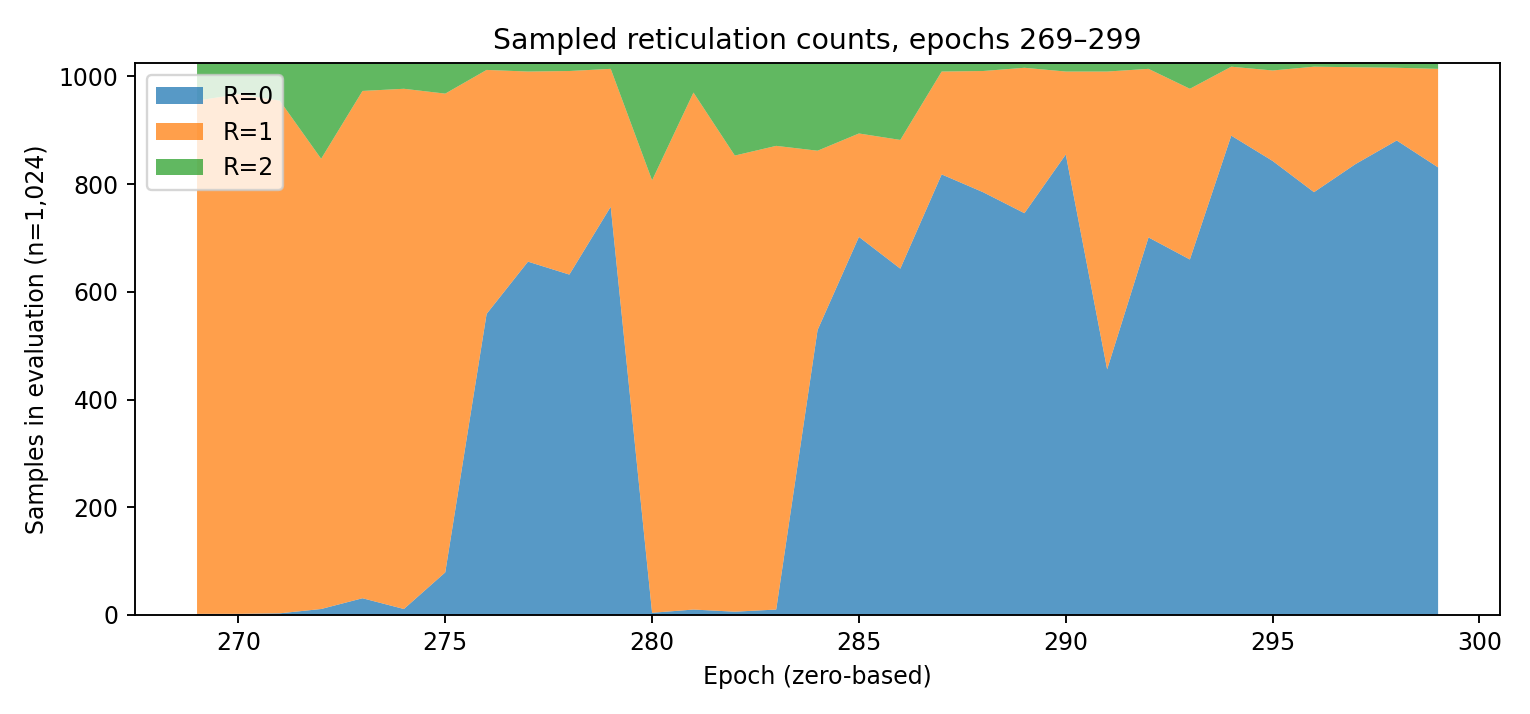 Sampled reticulation counts, epochs 269–299
Samples in evaluation (n=1,024)
1000
800
600
400
200
0
R=0
R=1
R=2
270 275 280 285 290 295 300
Epoch (zero-based)